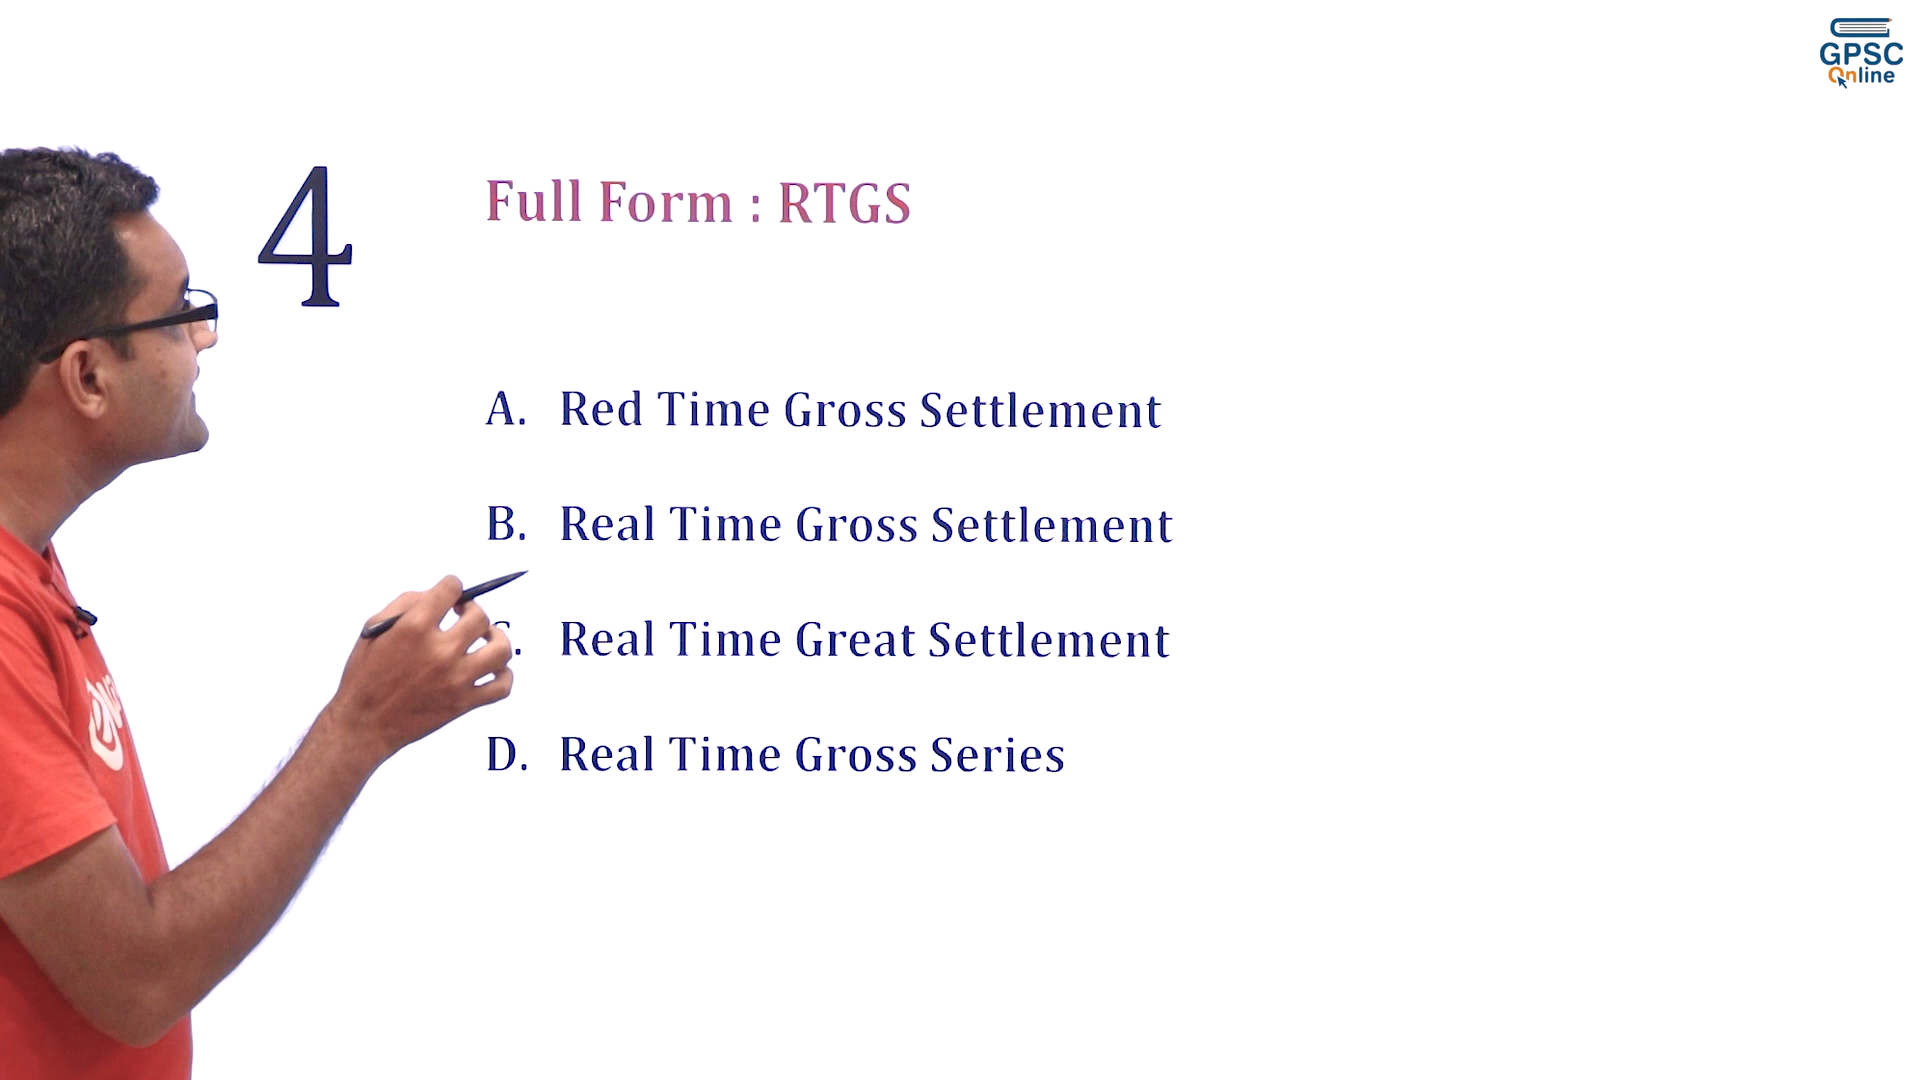 GPSC
Online
4
Full Form : RTGS
A. Red Time Gross Settlement
B. Real Time Gross Settlement
C. Real Time Great Settlement
D. Real Time Gross Series